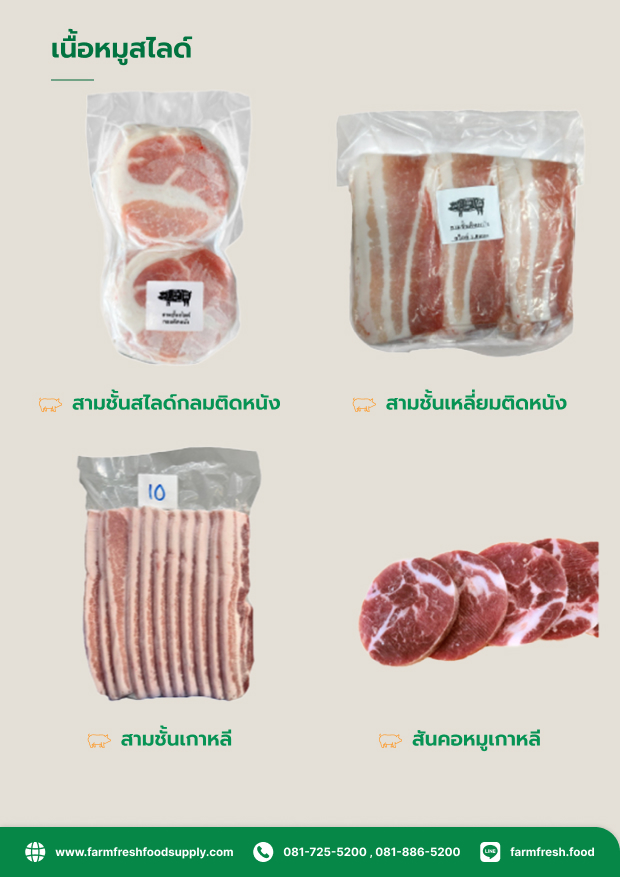 เนื้อหมูสไลด์
สามชั้นสไลด์กลมติดหนัง
สามชั้นเหลี่ยมติดหนัง
10
สามชั้นเกาหลี
สันคอหมูเกาหลี
www.farmfreshfoodsupply.com
081-725-5200 , 081-886-5200
LINE
farmfresh.food